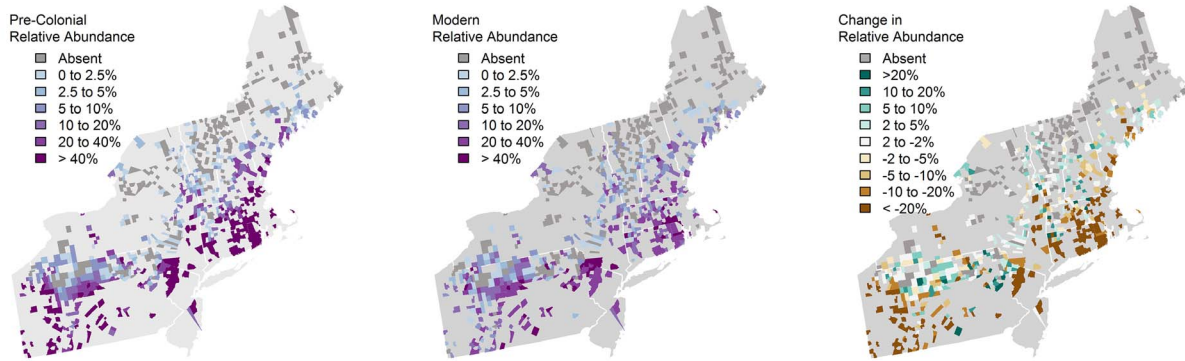 Pre-Colonial
Relative Abundance
Absent
0 to 2.5%
2.5 to 5%
5 to 10%
10 to 20%
20 to 40%
> 40%
Modern
Relative Abundance
Absent
0 to 2.5%
2.5 to 5%
5 to 10%
10 to 20%
20 to 40%
> 40%
Change in
Relative Abundance
Absent
>20%
10 to 20%
5 to 10%
2 to 5%
2 to -2%
-2 to -5%
-5 to -10%
-10 to -20%
< -20%